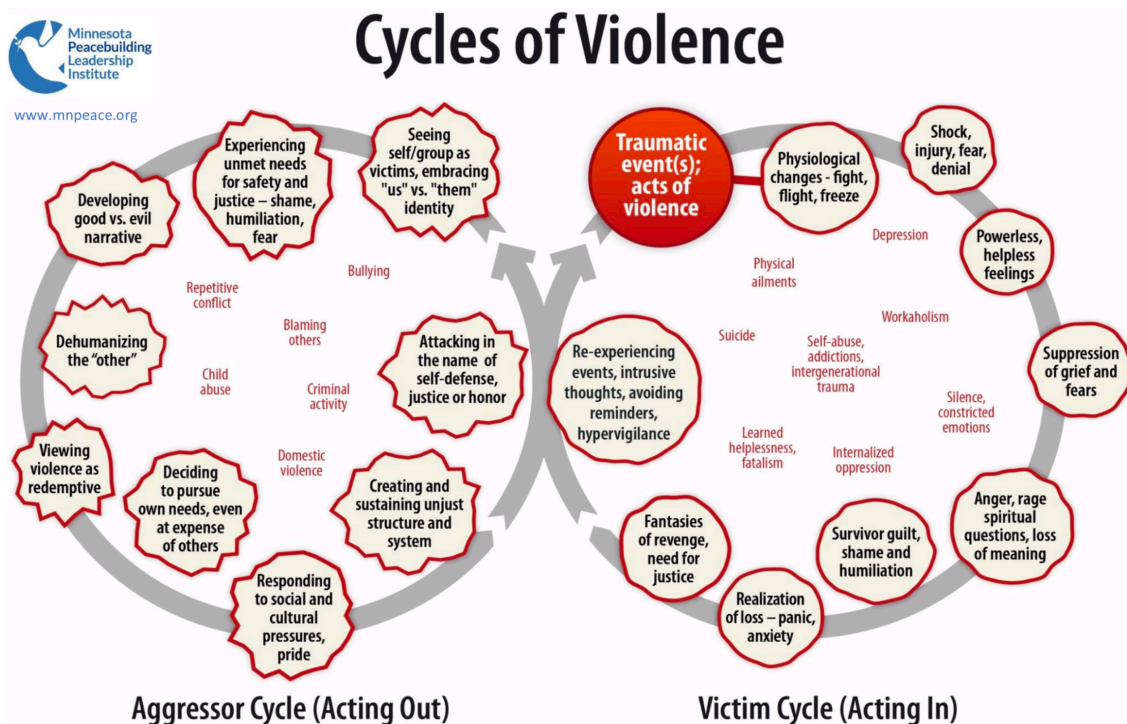 Minnesota
Peacebuilding
Leadership
Institute
www.mnpeace.org
Cycles of Violence
Experiencing
unmet needs
for safety and
justice – shame,
humiliation,
fear
Seeing
self/group as
victims, embracing
"us" vs. "them"
identity
Developing
good vs. evil
narrative
Dehumanizing
the “other”
Viewing
violence as
redemptive
Deciding
to pursue
own needs, even
at expense
of others
Responding
to social and
cultural
pressures,
pride
Creating and
sustaining unjust
structure and
system
Attacking in
the name of
self-defense,
justice or honor
Bullying
Repetitive
conflict
Blaming
others
Child
abuse
Criminal
activity
Domestic
violence
Aggressor Cycle (Acting Out)
Traumatic
event(s);
acts of
violence
Physiological
changes - fight,
flight, freeze
Shock,
injury, fear,
denial
Powerless,
helpless
feelings
Suppression
of grief and
fears
Anger, rage
spiritual
questions, loss
of meaning
Survivor guilt,
shame and
humiliation
Realization
of loss – panic,
anxiety
Fantasies
of revenge,
need for
justice
Re-experiencing
events, intrusive
thoughts, avoiding
reminders,
hypervigilance
Depression
Physical
ailments
Workaholism
Suicide
Self-abuse,
addictions,
intergenerational
trauma
Silence,
constricted
emotions
Learned
helplessness,
fatalism
Internalized
oppression
Victim Cycle (Acting In)